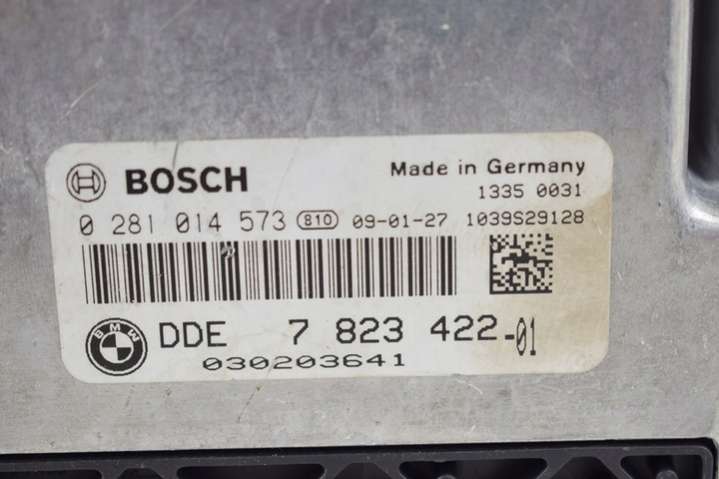 BOSCH Made in Germany
1335 0031
0 281 014 573 810 09-01-27 1039S29128
BMW DDE 7 823 422-01
030203641